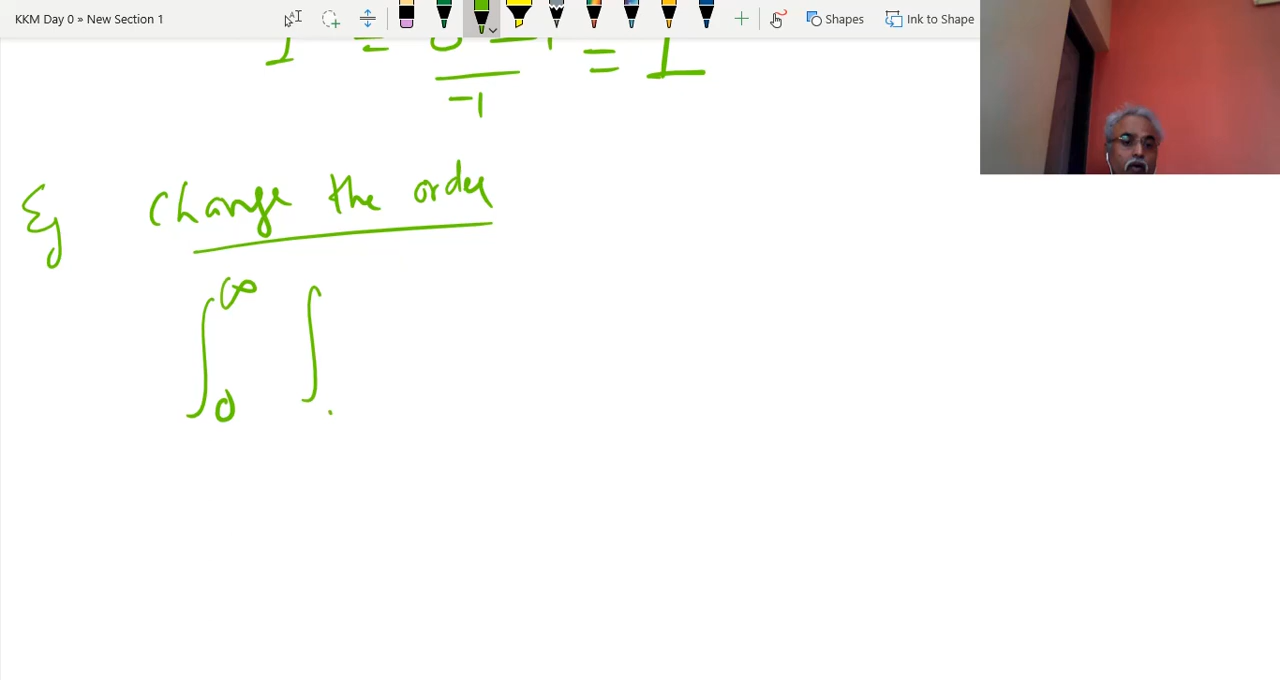 KKM Day 0 » New Section 1 Shapes Ink to Shape
= 1
-1
Eg Change the order
∫₀^∞ ∫